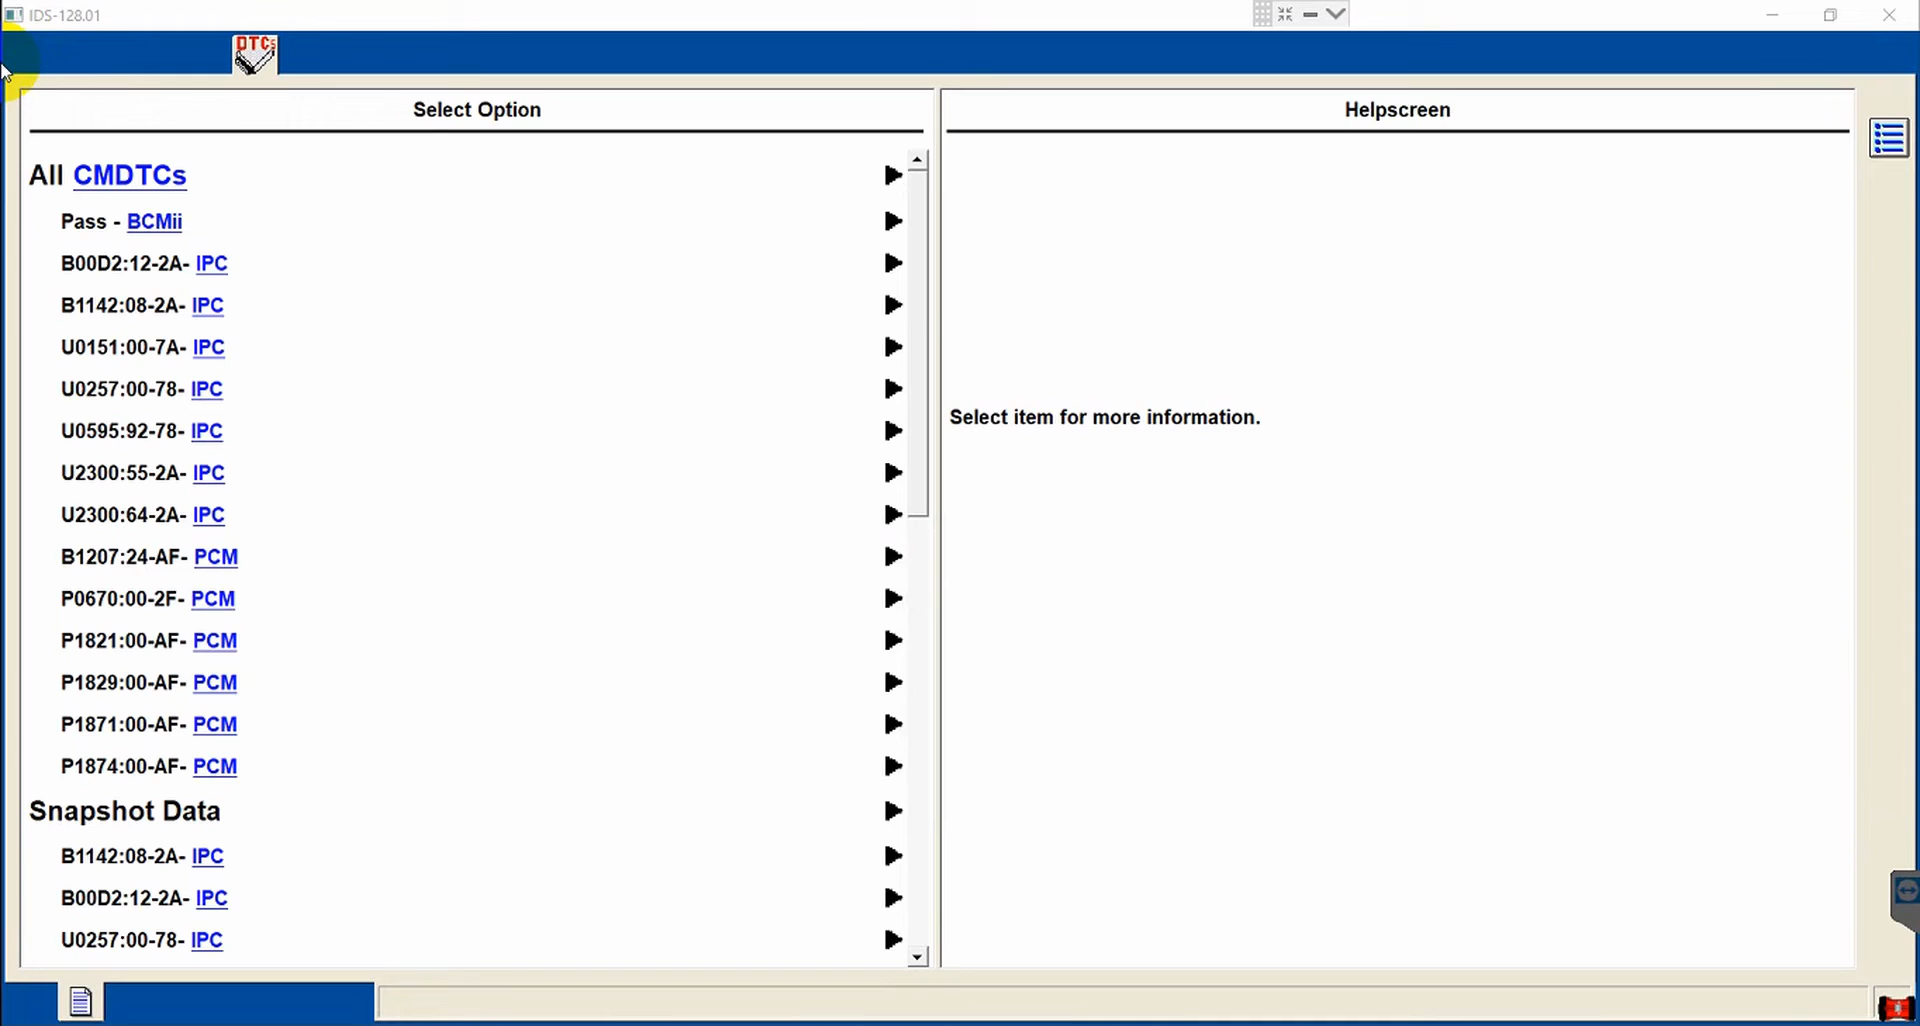 IDS-128.01
DTCs
Select Option
All CMDTCs
Pass - BCMii
B00D2:12-2A- IPC
B1142:08-2A- IPC
U0151:00-7A- IPC
U0257:00-78- IPC
U0595:92-78- IPC
U2300:55-2A- IPC
U2300:64-2A- IPC
B1207:24-AF- PCM
P0670:00-2F- PCM
P1821:00-AF- PCM
P1829:00-AF- PCM
P1871:00-AF- PCM
P1874:00-AF- PCM
Snapshot Data
B1142:08-2A- IPC
B00D2:12-2A- IPC
U0257:00-78- IPC
Helpscreen
Select item for more information.